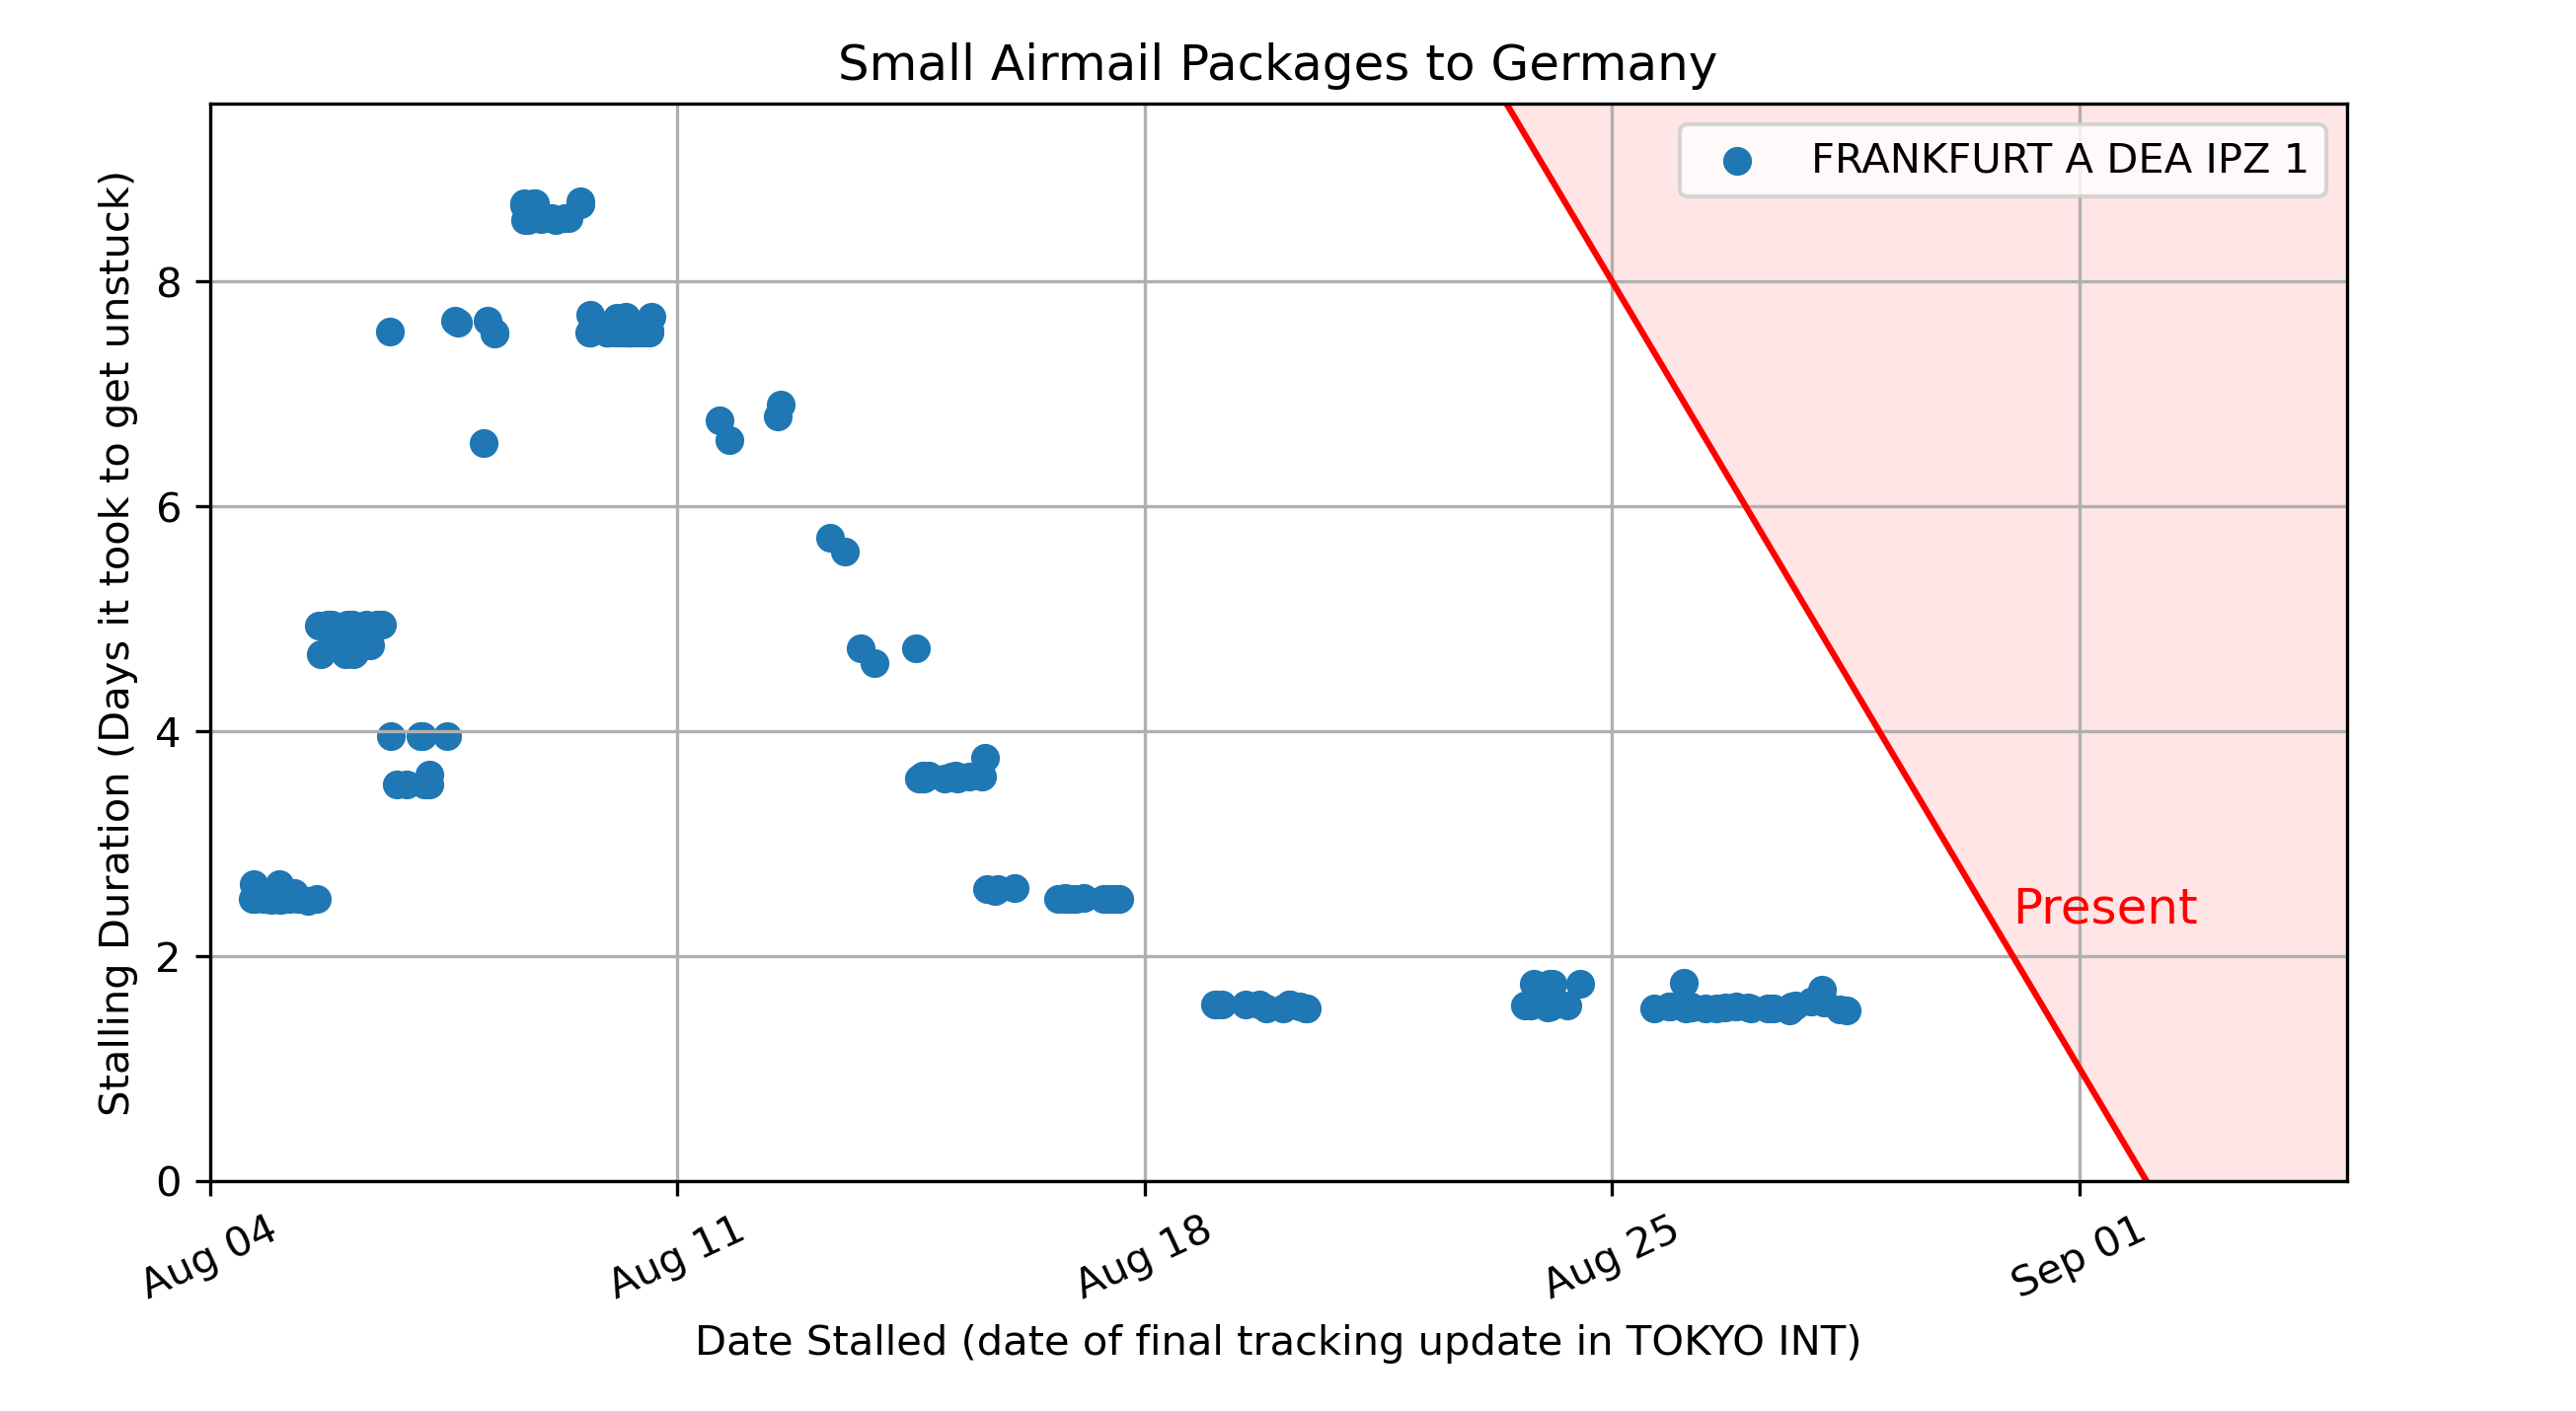 Small Airmail Packages to Germany
FRANKFURT A DEA IPZ 1
Stalling Duration (Days it took to get unstuck)
8
6
4
2
0
Present
Aug 04
Aug 11
Aug 18
Aug 25
Sep 01
Date Stalled (date of final tracking update in TOKYO INT)